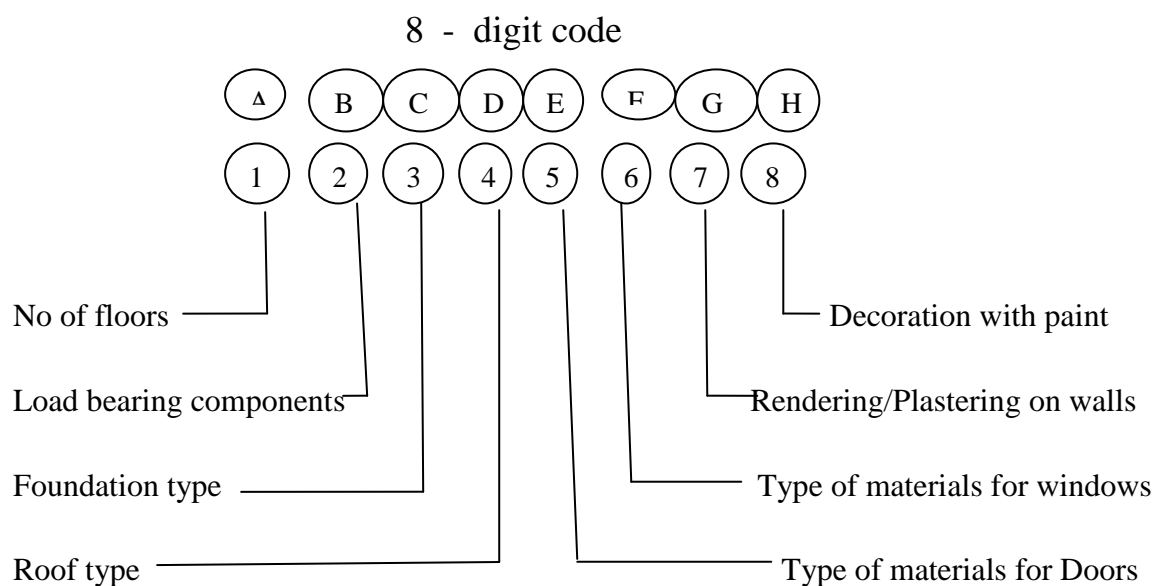 8 - digit code
A B C D E F G H
1 2 3 4 5 6 7 8
No of floors Decoration with paint
Load bearing components Rendering/Plastering on walls
Foundation type Type of materials for windows
Roof type Type of materials for Doors